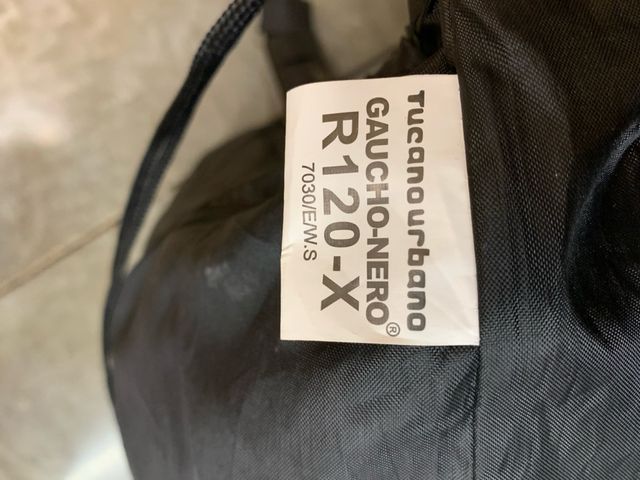 Tucanourbano
GAUCHO-NERO®
R120-X
7030/E/W.S